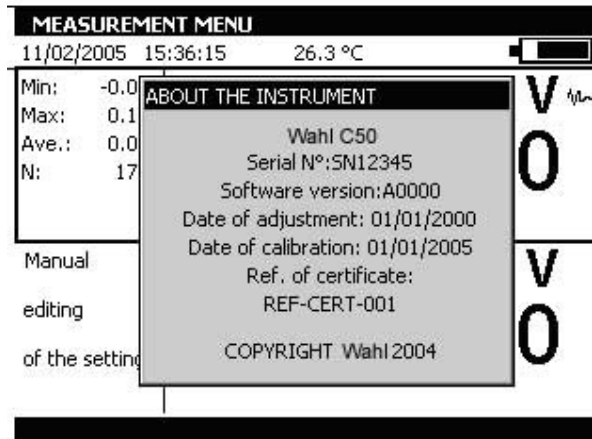 MEASUREMENT MENU
11/02/2005 15:36:15 26.3 °C
Min: -0.0
Max: 0.1
Ave.: 0.0
N: 17
V
0
ABOUT THE INSTRUMENT
Wahl C50
Serial N°:SN12345
Software version:A0000
Date of adjustment: 01/01/2000
Date of calibration: 01/01/2005
Ref. of certificate:
REF-CERT-001
COPYRIGHT Wahl 2004
Manual
editing
of the setting
V
0